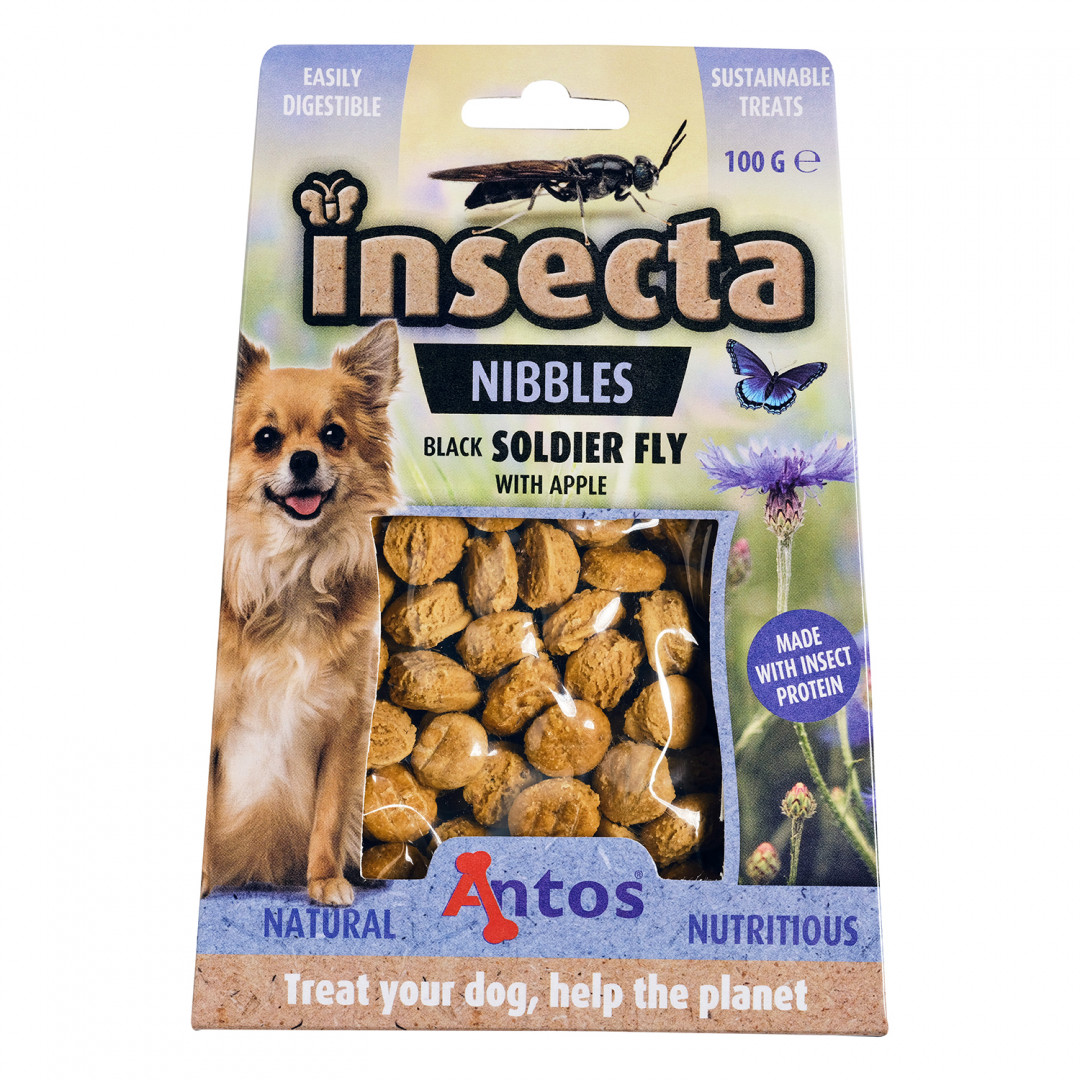 EASILY
DIGESTIBLE
SUSTAINABLE
TREATS
100 G ℮
insecta
NIBBLES
BLACK SOLDIER FLY
WITH APPLE
MADE
WITH INSECT
PROTEIN
Antos®
NATURAL
NUTRITIOUS
Treat your dog, help the planet